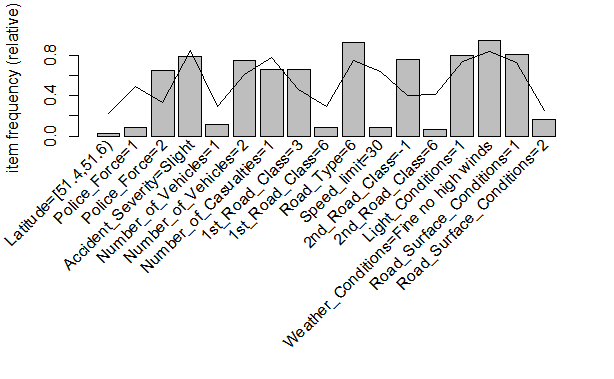 item frequency (relative)
0.8
0.4
0.0
Latitude=[51.4,51.6)
Police_Force=1
Police_Force=2
Accident_Severity=Slight
Number_of_Vehicles=1
Number_of_Vehicles=2
Number_of_Casualties=1
1st_Road_Class=3
1st_Road_Class=6
Road_Type=6
Speed_limit=30
2nd_Road_Class=-1
2nd_Road_Class=6
Light_Conditions=1
Weather_Conditions=Fine no high winds
Road_Surface_Conditions=1
Road_Surface_Conditions=2